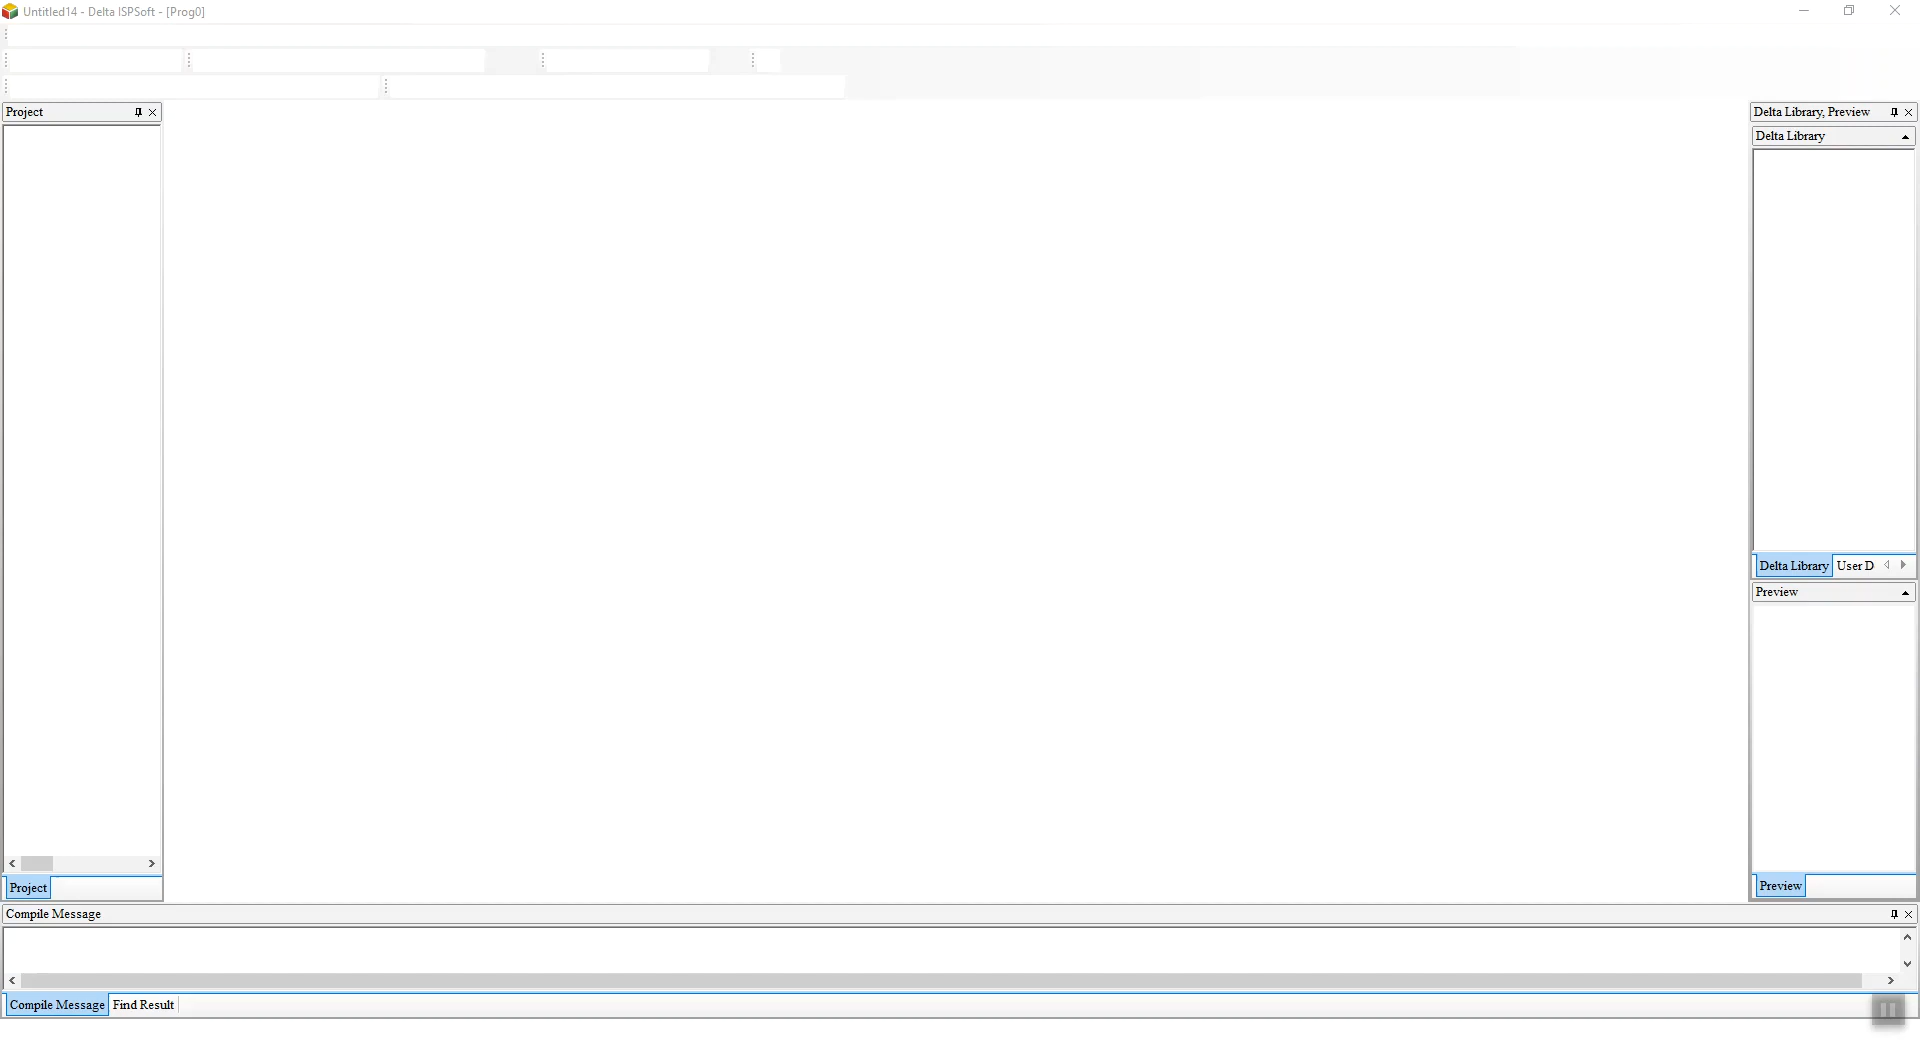 Untitled14 - Delta ISPSoft - [Prog0]
Project
Delta Library, Preview
Delta Library
Delta Library User D
Preview
Project
Preview
Compile Message
Compile Message Find Result